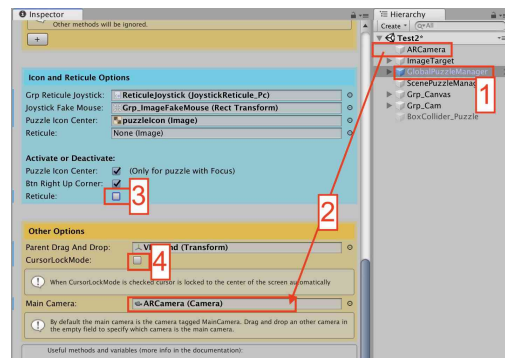 Inspector
Other methods will be ignored.
+
Icon and Reticule Options
Grp Reticule Joystick: ReticuleJoystick (JoystickReticule_Pc)
Joystick Fake Mouse: Grp_ImageFakeMouse (Rect Transform)
Puzzle Icon Center: puzzleIcon (Image)
Reticule: None (Image)
Activate or Deactivate:
Puzzle Icon Center: (Only for puzzle with Focus)
Btn Right Up Corner:
Reticule:
3
Other Options
Parent Drag And Drop: (Transform)
CursorLockMode:
4
When CursorLockMode is checked cursor is locked to the center of the screen automatically
Main Camera: ARCamera (Camera)
By default the main camera is the camera tagged MainCamera. Drag and drop an other camera in
the empty field to specify which camera is the main camera.
Useful methods and variables (more info in the documentation):
2
Hierarchy
Create Q▾All
Test2*
ARCamera
ImageTarget
GlobalPuzzleManager
1
ScenePuzzleManag
Grp_Canvas
Grp_Cam
BoxCollider_Puzzle